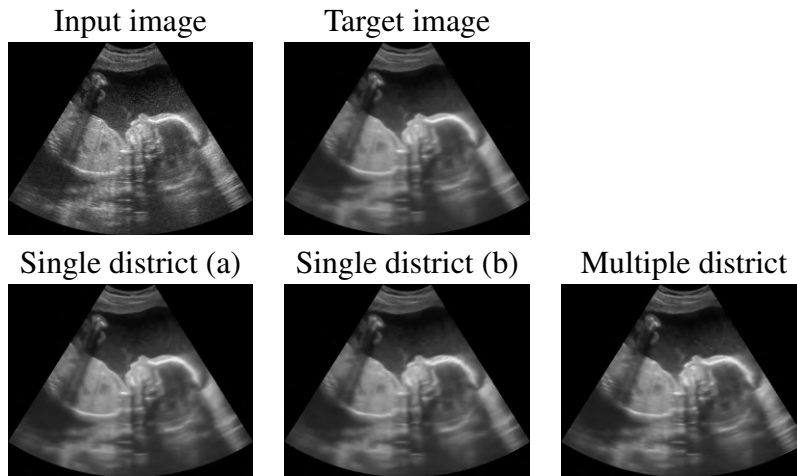 Input image
Target image
Single district (a)
Single district (b)
Multiple district